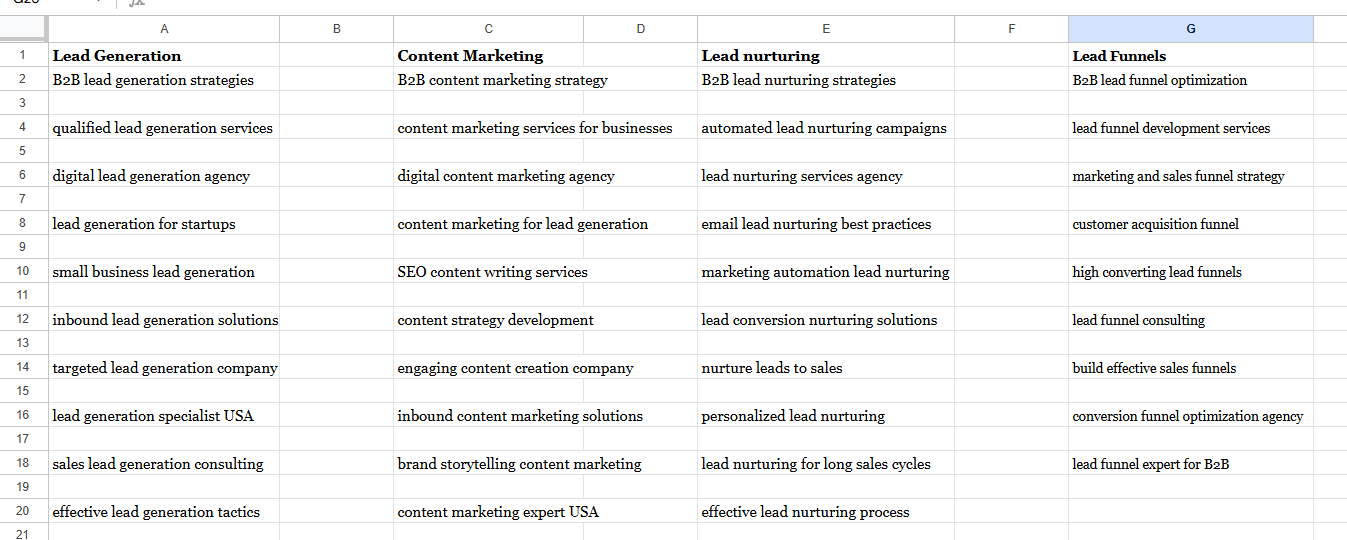 A B C D E F G
1 Lead Generation Content Marketing Lead nurturing Lead Funnels
2 B2B lead generation strategies B2B content marketing strategy B2B lead nurturing strategies B2B lead funnel optimization
3
4 qualified lead generation services content marketing services for businesses automated lead nurturing campaigns lead funnel development services
5
6 digital lead generation agency digital content marketing agency lead nurturing services agency marketing and sales funnel strategy
7
8 lead generation for startups content marketing for lead generation email lead nurturing best practices customer acquisition funnel
9
10 small business lead generation SEO content writing services marketing automation lead nurturing high converting lead funnels
11
12 inbound lead generation solutions content strategy development lead conversion nurturing solutions lead funnel consulting
13
14 targeted lead generation company engaging content creation company nurture leads to sales build effective sales funnels
15
16 lead generation specialist USA inbound content marketing solutions personalized lead nurturing conversion funnel optimization agency
17
18 sales lead generation consulting brand storytelling content marketing lead nurturing for long sales cycles lead funnel expert for B2B
19
20 effective lead generation tactics content marketing expert USA effective lead nurturing process
21